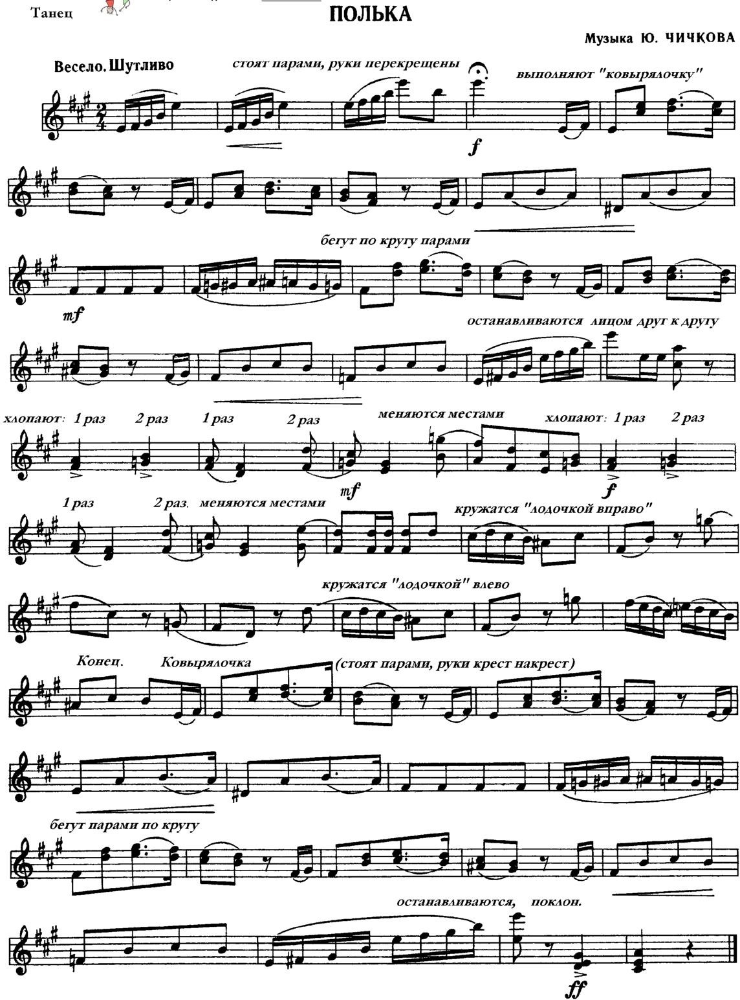 Танец
ПОЛЬКА
Музыка Ю. ЧИЧКОВА
Весело. Шутливо
стоят парами, руки перекрещены
выполняют "ковырялочку"
f
бегут по кругу парами
mf
останавливаются лицом друг к другу
хлопают: 1 раз 2 раз 1 раз 2 раз меняются местами хлопают: 1 раз 2 раз
mf f
1 раз 2 раз. меняются местами кружатся "лодочкой вправо"
кружатся "лодочкой" влево
Конец. Ковырялочка (стоят парами, руки крест накрест)
бегут парами по кругу
останавливаются, поклон.
ff